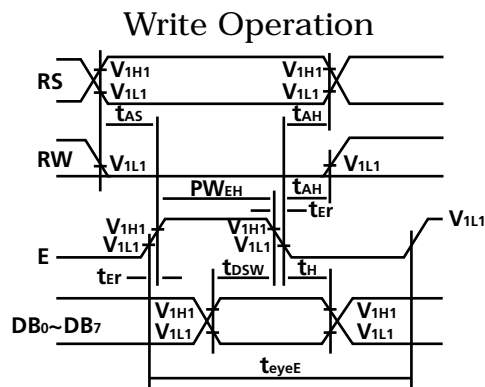 Write Operation
RS V1H1 V1H1
V1L1 V1L1
tAS tAH
RW V1L1 V1L1
PWEH tAH
tEr
V1H1 V1H1 V1L1
E V1L1 V1L1
tEr tDSW tH
DB0~DB7 V1H1 V1H1
V1L1 V1L1
teyeE